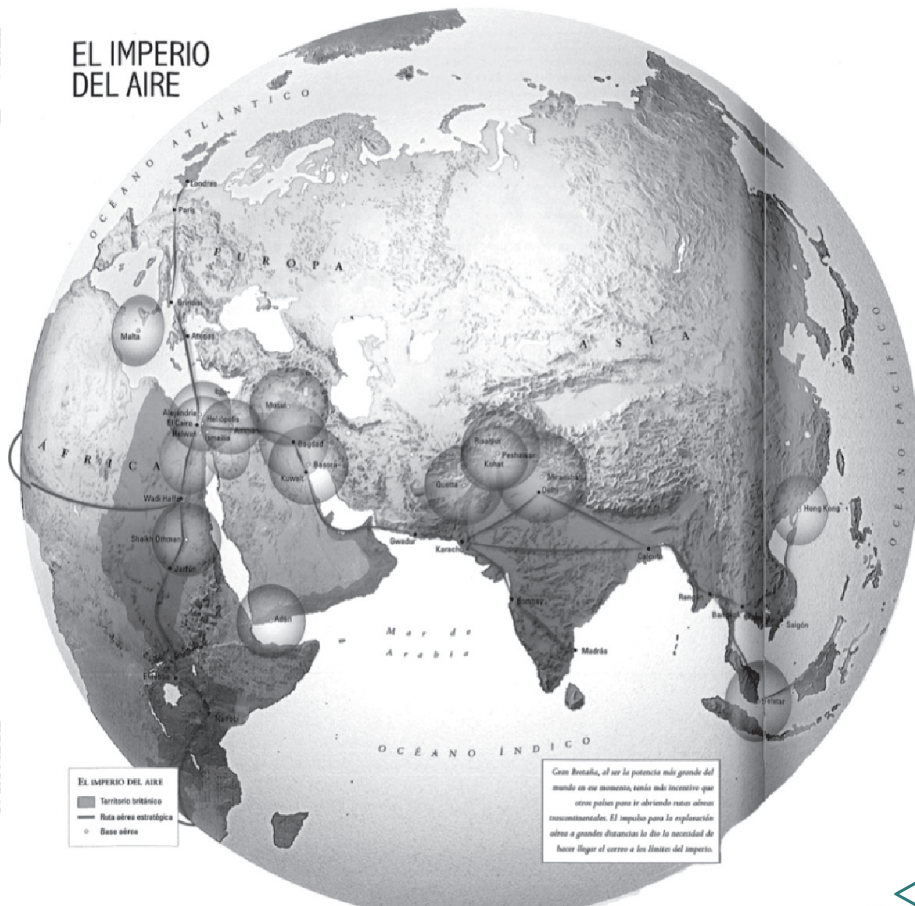 EL IMPERIO
DEL AIRE
OCÉANO ATLÁNTICO
Londres
París
EUROPA
Brindisi
Malta
Atenas
ASIA
OCÉANO PACÍFICO
Mosul
Alejandría
Heliópolis
El Cairo
Bagdad
Basora
Kuwait
ÁFRICA
Peshawar
Kohat
Quetta
Delhi
Wadi Halfa
Hong Kong
Shaikh Othman
Gwadar
Karachi
Calcuta
Adén
Bombay
Saigón
Mar de
Arabia
Madrás
OCÉANO ÍNDICO
EL IMPERIO DEL AIRE
Territorio británico
Ruta aérea estratégica
Base aérea
Gran Bretaña, al ser la potencia más grande del
mundo en ese momento, tenía más incentivo que
otros países para ir abriendo rutas aéreas
transcontinentales. El impulso para la exploración
aérea a grandes distancias lo dio la necesidad de
hacer llegar el correo a los límites del imperio.